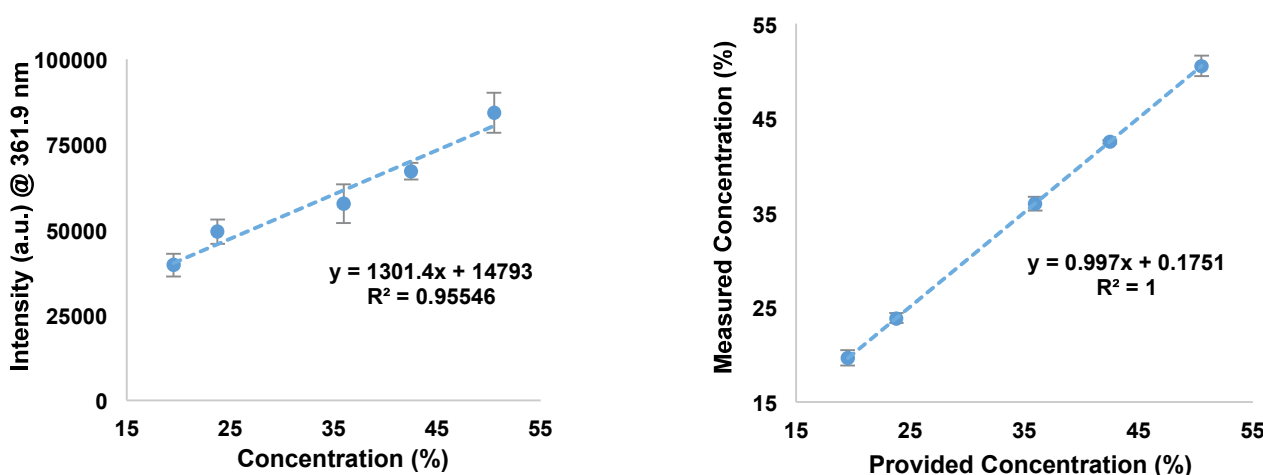 Intensity (a.u.) @ 361.9 nm
100000
75000
50000
25000
0
y = 1301.4x + 14793
R² = 0.95546
15 25 35 45 55
Concentration (%)
Measured Concentration (%)
55
45
35
25
15
y = 0.997x + 0.1751
R² = 1
15 25 35 45 55
Provided Concentration (%)